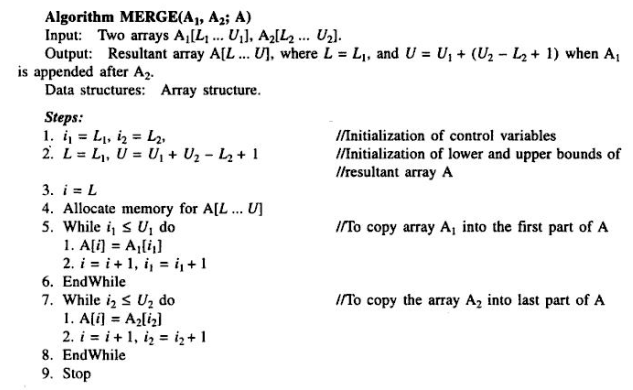 Algorithm MERGE(A₁, A₂; A)
Input: Two arrays A₁[L₁ ... U₁], A₂[L₂ ... U₂].
Output: Resultant array A[L ... U], where L = L₁, and U = U₁ + (U₂ – L₂ + 1) when A₁
is appended after A₂.
Data structures: Array structure.
Steps:
1. i₁ = L₁, i₂ = L₂, //Initialization of control variables
2. L = L₁, U = U₁ + U₂ – L₂ + 1 //Initialization of lower and upper bounds of
//resultant array A
3. i = L
4. Allocate memory for A[L ... U]
5. While i₁ ≤ U₁ do //To copy array A₁ into the first part of A
1. A[i] = A₁[i₁]
2. i = i + 1, i₁ = i₁ + 1
6. EndWhile
7. While i₂ ≤ U₂ do //To copy the array A₂ into last part of A
1. A[i] = A₂[i₂]
2. i = i + 1, i₂ = i₂ + 1
8. EndWhile
9. Stop